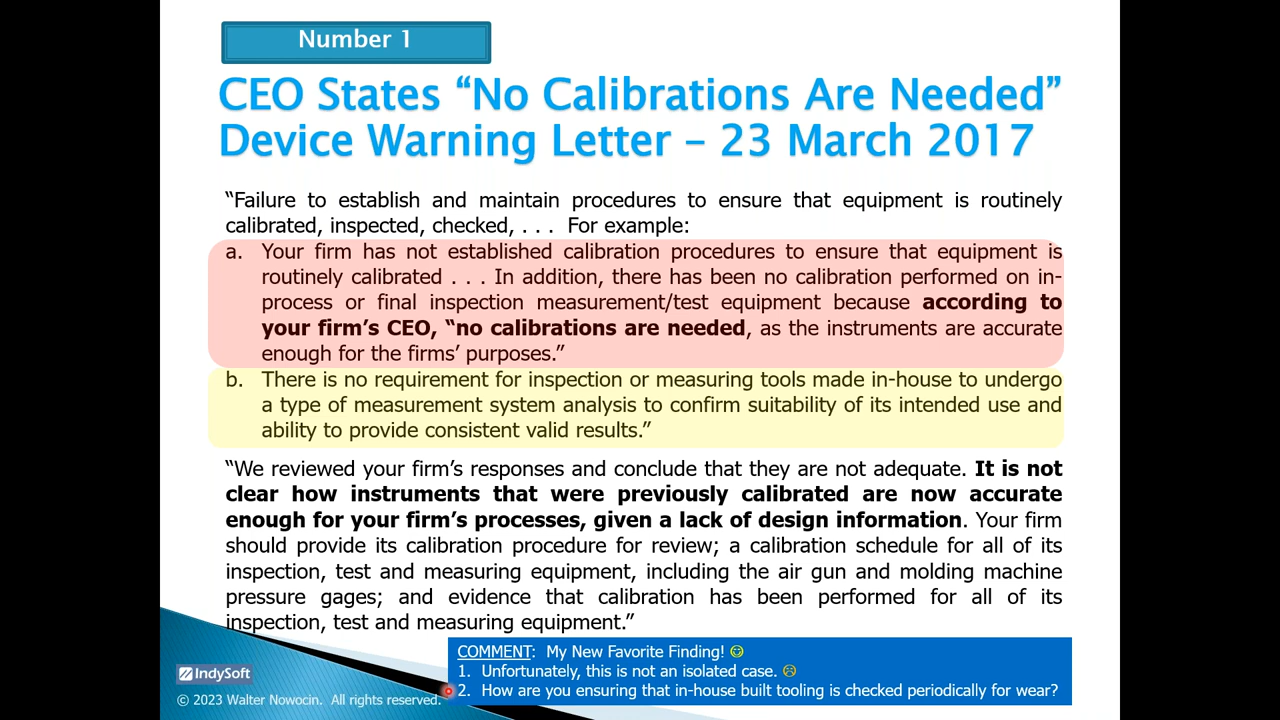 Number 1
CEO States “No Calibrations Are Needed”
Device Warning Letter – 23 March 2017
“Failure to establish and maintain procedures to ensure that equipment is routinely
calibrated, inspected, checked, . . . For example:
a. Your firm has not established calibration procedures to ensure that equipment is
routinely calibrated . . . In addition, there has been no calibration performed on in-
process or final inspection measurement/test equipment because according to
your firm’s CEO, “no calibrations are needed, as the instruments are accurate
enough for the firms’ purposes.”
b. There is no requirement for inspection or measuring tools made in-house to undergo
a type of measurement system analysis to confirm suitability of its intended use and
ability to provide consistent valid results.”
“We reviewed your firm’s responses and conclude that they are not adequate. It is not
clear how instruments that were previously calibrated are now accurate
enough for your firm’s processes, given a lack of design information. Your firm
should provide its calibration procedure for review; a calibration schedule for all of its
inspection, test and measuring equipment, including the air gun and molding machine
pressure gages; and evidence that calibration has been performed for all of its
inspection, test and measuring equipment.”
COMMENT: My New Favorite Finding!
1. Unfortunately, this is not an isolated case.
2. How are you ensuring that in-house built tooling is checked periodically for wear?
IndySoft
© 2023 Walter Nowocin. All rights reserved.